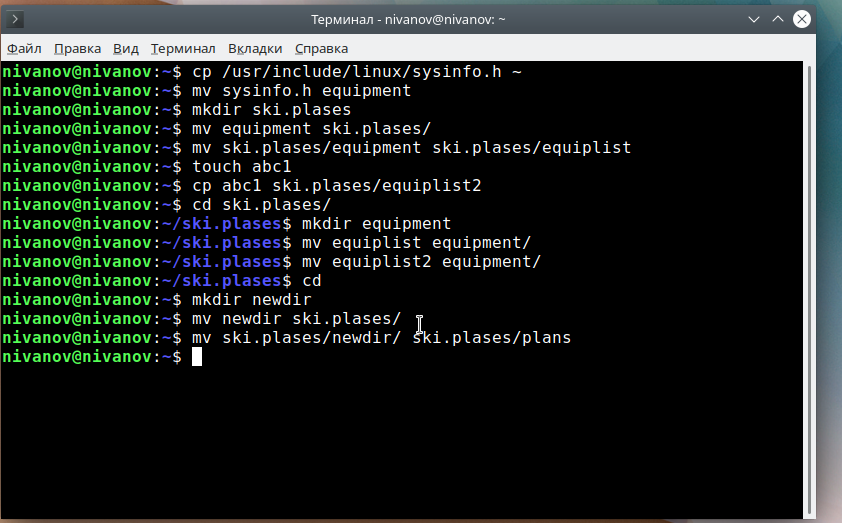 Терминал - nivanov@nivanov: ~
Файл Правка Вид Терминал Вкладки Справка
nivanov@nivanov:~$ cp /usr/include/linux/sysinfo.h ~
nivanov@nivanov:~$ mv sysinfo.h equipment
nivanov@nivanov:~$ mkdir ski.plases
nivanov@nivanov:~$ mv equipment ski.plases/
nivanov@nivanov:~$ mv ski.plases/equipment ski.plases/equiplist
nivanov@nivanov:~$ touch abc1
nivanov@nivanov:~$ cp abc1 ski.plases/equiplist2
nivanov@nivanov:~$ cd ski.plases/
nivanov@nivanov:~/ski.plases$ mkdir equipment
nivanov@nivanov:~/ski.plases$ mv equiplist equipment/
nivanov@nivanov:~/ski.plases$ mv equiplist2 equipment/
nivanov@nivanov:~/ski.plases$ cd
nivanov@nivanov:~$ mkdir newdir
nivanov@nivanov:~$ mv newdir ski.plases/
nivanov@nivanov:~$ mv ski.plases/newdir/ ski.plases/plans
nivanov@nivanov:~$